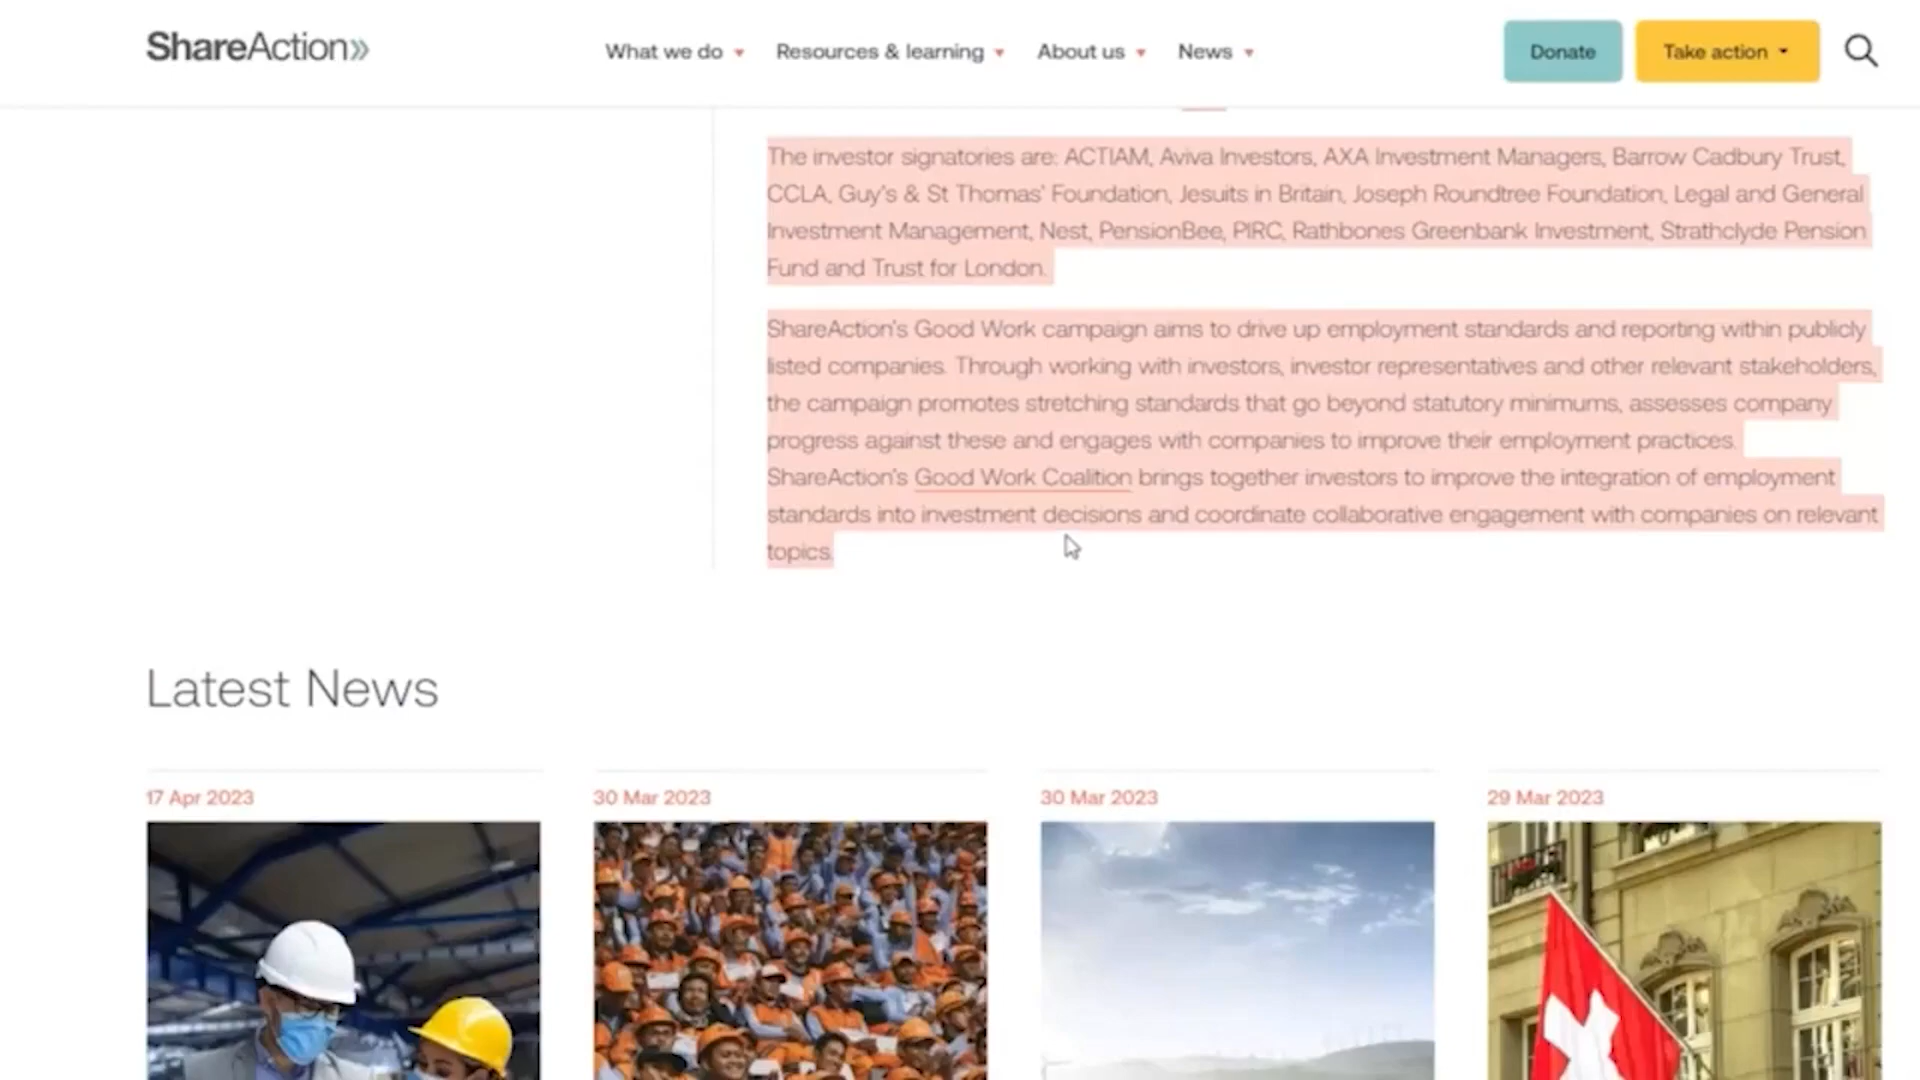 ShareAction»
What we do
Resources & learning
About us
News
Donate
Take action
The investor signatories are: ACTIAM, Aviva Investors, AXA Investment Managers, Barrow Cadbury Trust,
CCLA, Guy's & St Thomas' Foundation, Jesuits in Britain, Joseph Roundtree Foundation, Legal and General
Investment Management, Nest, PensionBee, PIRC, Rathbones Greenbank Investment, Strathclyde Pension
Fund and Trust for London.
ShareAction's Good Work campaign aims to drive up employment standards and reporting within publicly
listed companies. Through working with investors, investor representatives and other relevant stakeholders,
the campaign promotes stretching standards that go beyond statutory minimums, assesses company
progress against these and engages with companies to improve their employment practices.
ShareAction's Good Work Coalition brings together investors to improve the integration of employment
standards into investment decisions and coordinate collaborative engagement with companies on relevant
topics.
Latest News
17 Apr 2023
30 Mar 2023
30 Mar 2023
29 Mar 2023